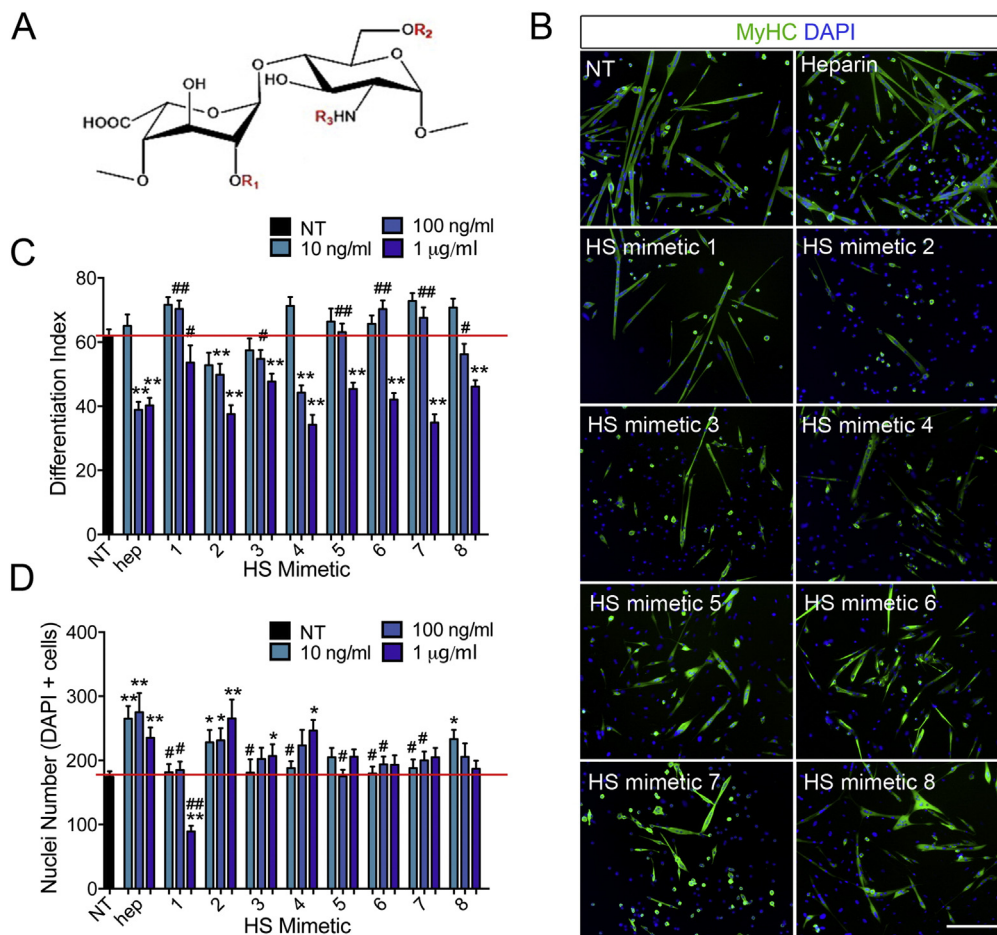 A
OR2
O
OH
O
HO
O
HOOC
O
R3HN
O
O
OR1
B
MyHC DAPI
NT
Heparin
HS mimetic 1
HS mimetic 2
HS mimetic 3
HS mimetic 4
HS mimetic 5
HS mimetic 6
HS mimetic 7
HS mimetic 8
C
NT
100 ng/ml
10 ng/ml
1 μg/ml
Differentiation Index
80
60
40
20
0
** **
## #
** **
# **
** **
## **
## **
## **
# **
NT hep 1 2 3 4 5 6 7 8
HS Mimetic
D
NT
100 ng/ml
10 ng/ml
1 μg/ml
Nuclei Number (DAPI + cells)
400
300
200
100
0
** ** **
# # ## **
* * **
# *
# *
#
# #
# #
*
NT hep 1 2 3 4 5 6 7 8
HS Mimetic